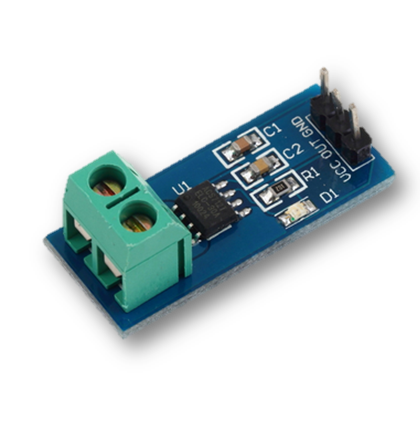 C1
C2
R1
D1
U1
VCC OUT GND